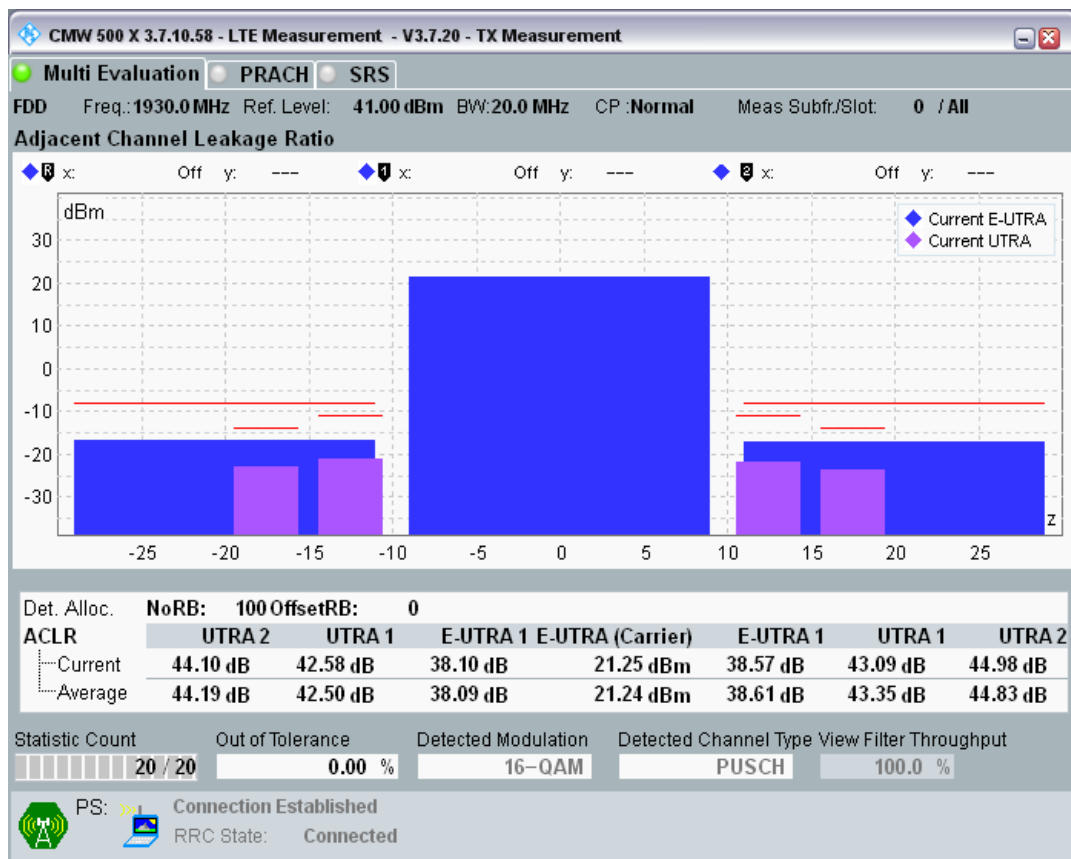 CMW 500 X 3.7.10.58 - LTE Measurement - V3.7.20 - TX Measurement
Multi Evaluation PRACH SRS
FDD Freq.:1930.0 MHz Ref. Level: 41.00 dBm BW:20.0 MHz CP :Normal Meas Subfr./Slot: 0 / All
Adjacent Channel Leakage Ratio
R x: Off y: --- 1 x: Off y: --- 2 x: Off y: ---
dBm
Current E-UTRA
Current UTRA
30
20
10
0
-10
-20
-30
z
-25 -20 -15 -10 -5 0 5 10 15 20 25
Det. Alloc. NoRB: 100 OffsetRB: 0
ACLR UTRA 2 UTRA 1 E-UTRA 1 E-UTRA (Carrier) E-UTRA 1 UTRA 1 UTRA 2
Current 44.10 dB 42.58 dB 38.10 dB 21.25 dBm 38.57 dB 43.09 dB 44.98 dB
Average 44.19 dB 42.50 dB 38.09 dB 21.24 dBm 38.61 dB 43.35 dB 44.83 dB
Statistic Count Out of Tolerance Detected Modulation Detected Channel Type View Filter Throughput
20 / 20 0.00 % 16-QAM PUSCH 100.0 %
PS: Connection Established
RRC State: Connected